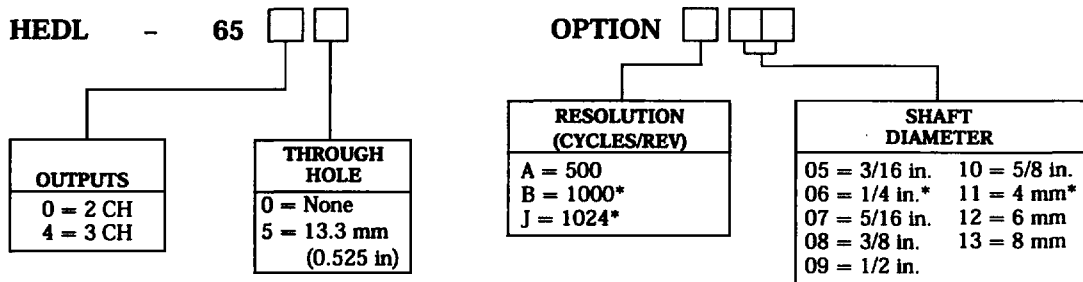 HEDL - 65 OPTION
OUTPUTS
0 = 2 CH
4 = 3 CH
THROUGH
HOLE
0 = None
5 = 13.3 mm
(0.525 in)
RESOLUTION
(CYCLES/REV)
A = 500
B = 1000*
J = 1024*
SHAFT
DIAMETER
05 = 3/16 in. 10 = 5/8 in.
06 = 1/4 in.* 11 = 4 mm*
07 = 5/16 in. 12 = 6 mm
08 = 3/8 in. 13 = 8 mm
09 = 1/2 in.